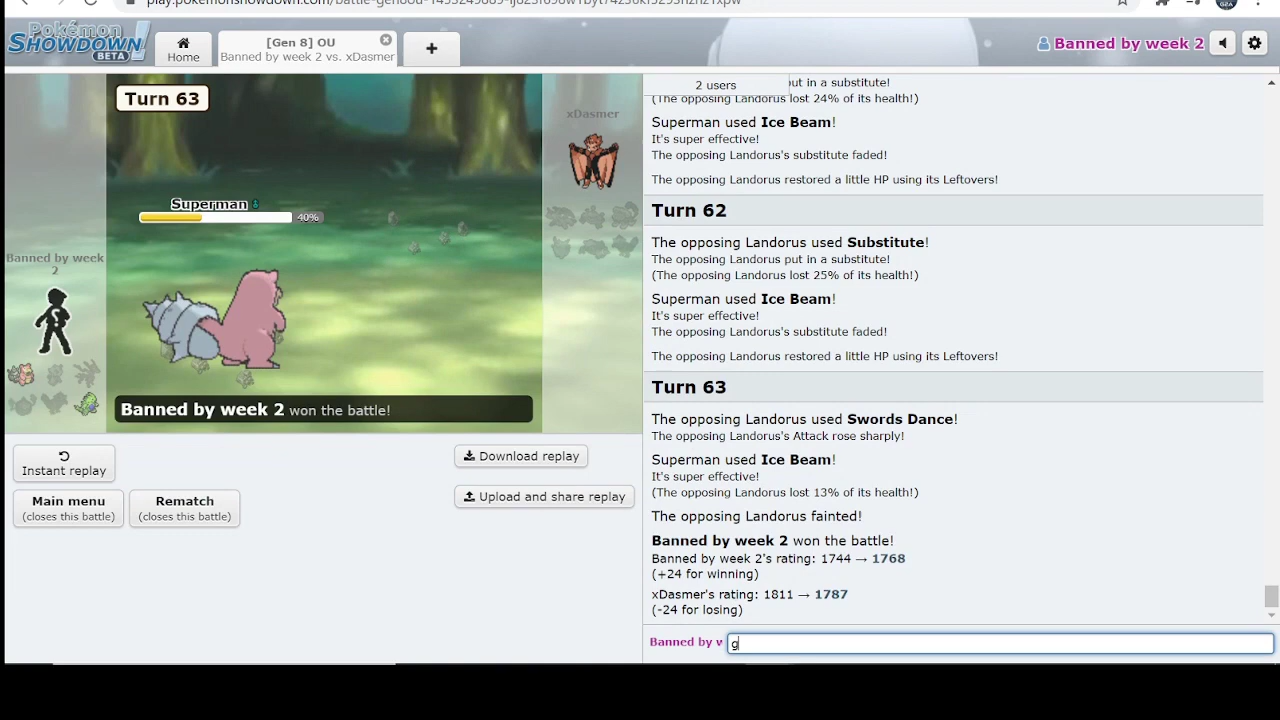 Pokémon
SHOWDOWN!
BETA
Home
[Gen 8] OU
Banned by week 2 vs. xDasmer
+
Banned by week 2
Turn 63
xDasmer
Superman
40%
Banned by week
2
Banned by week 2 won the battle!
Instant replay
Download replay
Upload and share replay
Main menu
(closes this battle)
Rematch
(closes this battle)
2 users
put in a substitute!
(The opposing Landorus lost 24% of its health!)
Superman used Ice Beam!
It's super effective!
The opposing Landorus's substitute faded!
The opposing Landorus restored a little HP using its Leftovers!
Turn 62
The opposing Landorus used Substitute!
The opposing Landorus put in a substitute!
(The opposing Landorus lost 25% of its health!)
Superman used Ice Beam!
It's super effective!
The opposing Landorus's substitute faded!
The opposing Landorus restored a little HP using its Leftovers!
Turn 63
The opposing Landorus used Swords Dance!
The opposing Landorus's Attack rose sharply!
Superman used Ice Beam!
It's super effective!
(The opposing Landorus lost 13% of its health!)
The opposing Landorus fainted!
Banned by week 2 won the battle!
Banned by week 2's rating: 1744 → 1768
(+24 for winning)
xDasmer's rating: 1811 → 1787
(-24 for losing)
Banned by w
g